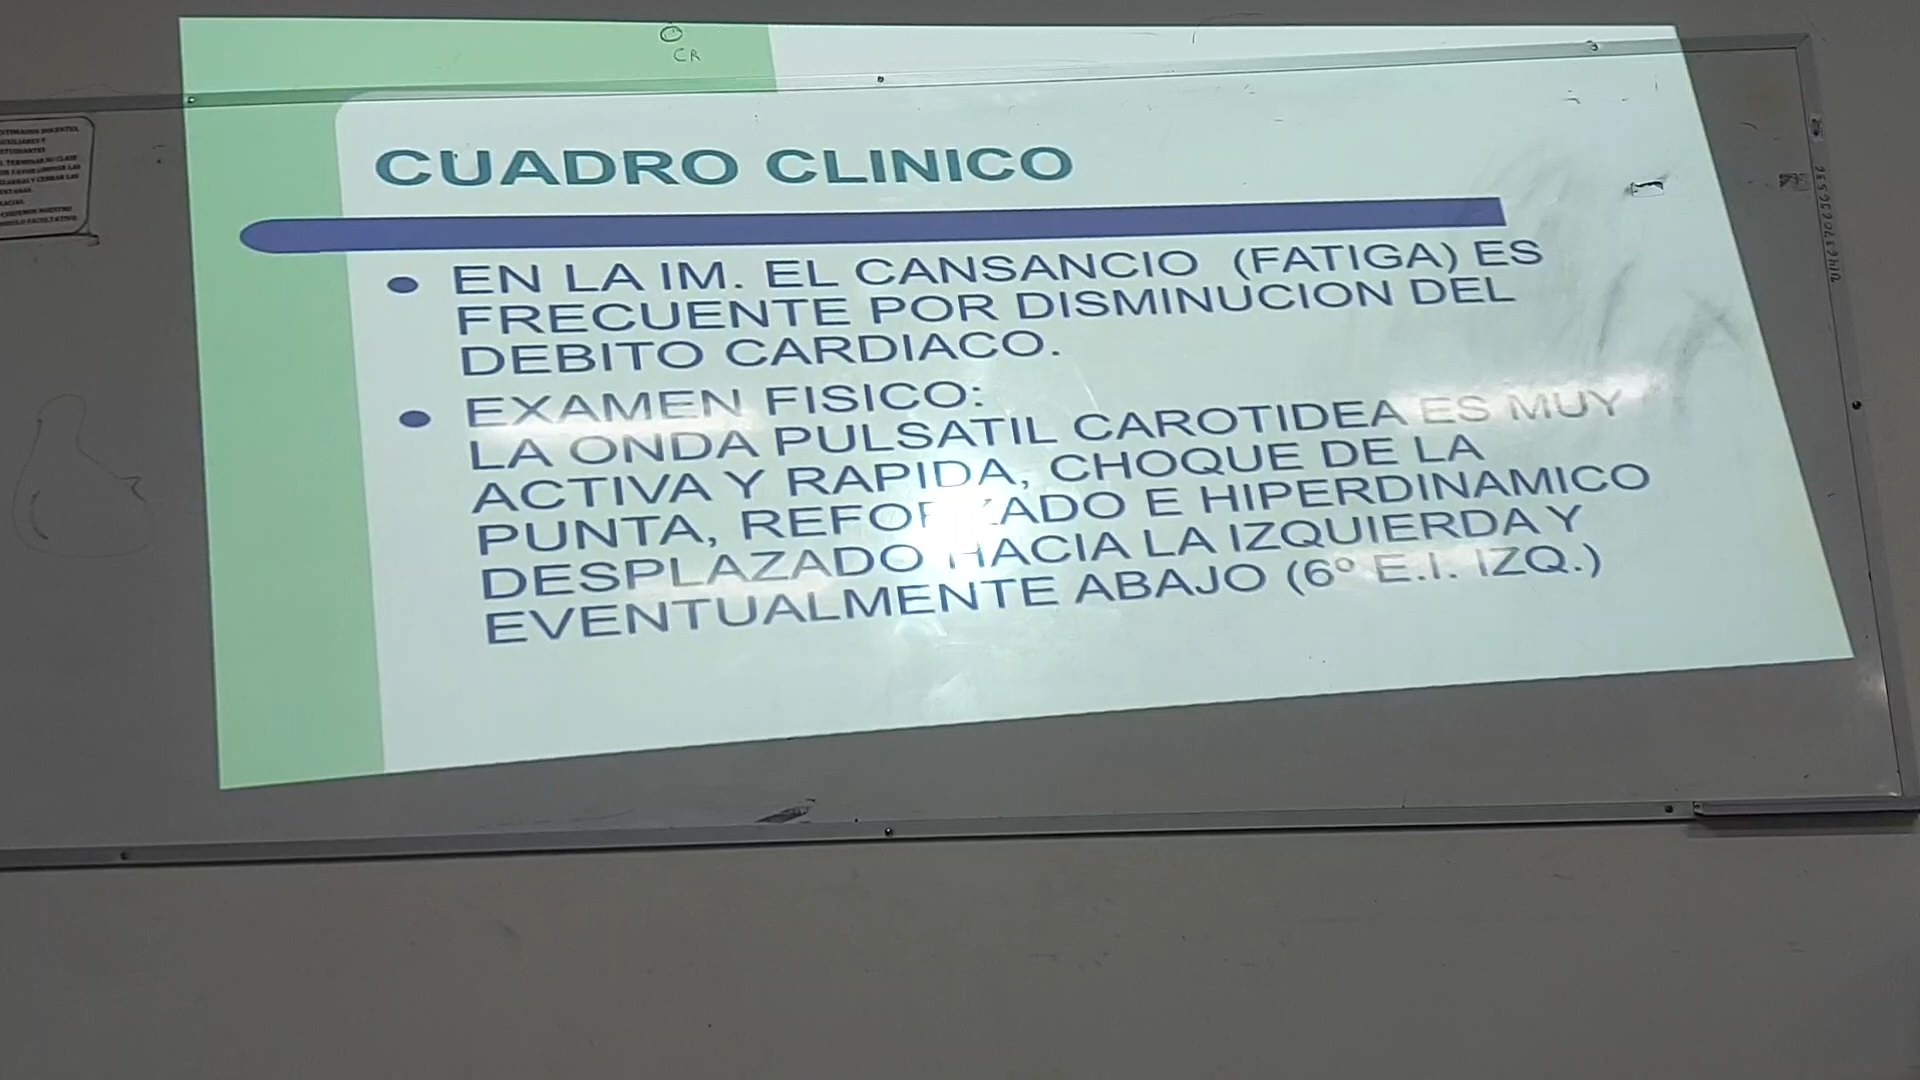 CR
CUADRO CLINICO
EN LA IM. EL CANSANCIO (FATIGA) ES
FRECUENTE POR DISMINUCION DEL
DEBITO CARDIACO.
EXAMEN FISICO:
LA ONDA PULSATIL CAROTIDEA ES MUY
ACTIVA Y RAPIDA, CHOQUE DE LA
PUNTA, REFORZADO E HIPERDINAMICO
DESPLAZADO HACIA LA IZQUIERDA Y
EVENTUALMENTE ABAJO (6º E.I. IZQ.)